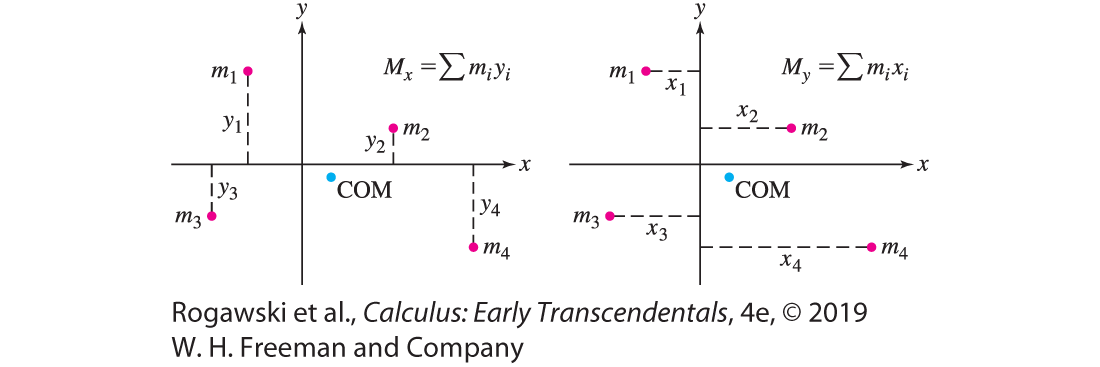 y
m₁
Mₓ = ∑ mᵢyᵢ
y₁
m₂
y₂
x
COM
y₃
y₄
m₃
m₄
y
m₁
x₁
M_y = ∑ mᵢxᵢ
x₂
m₂
x
COM
m₃
x₃
m₄
x₄
Rogawski et al., Calculus: Early Transcendentals, 4e, © 2019
W. H. Freeman and Company